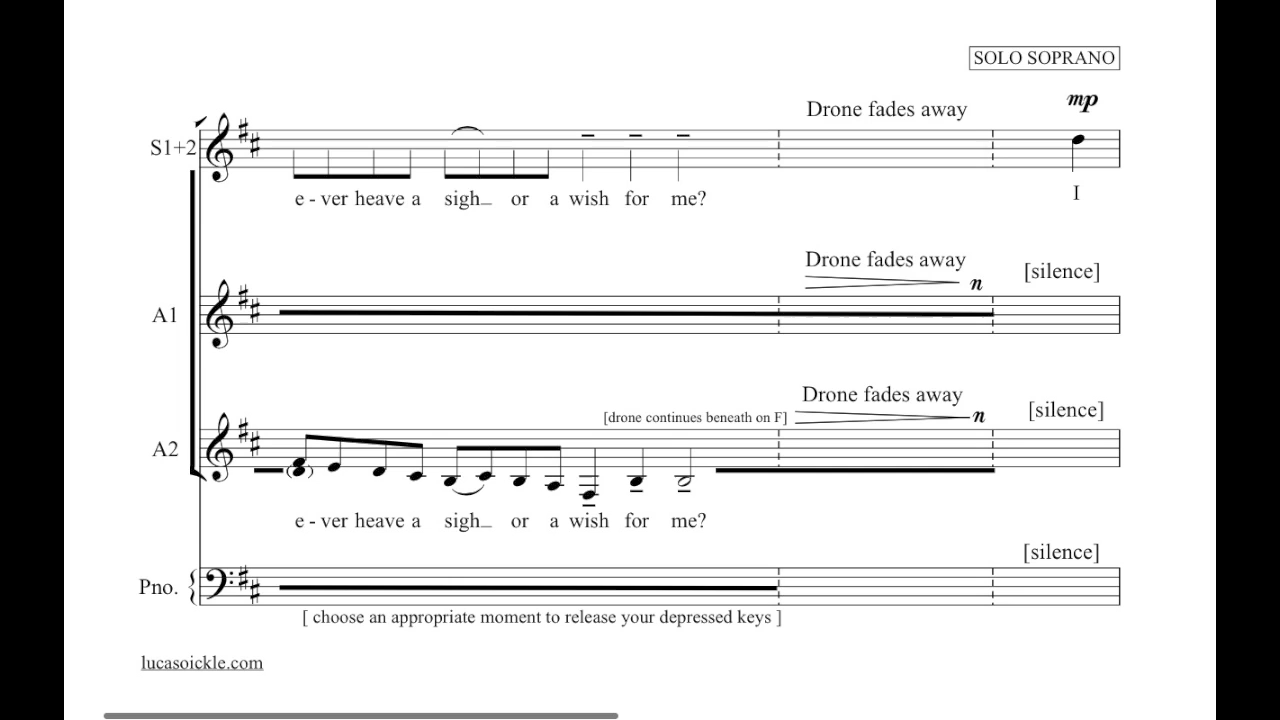 SOLO SOPRANO
Drone fades away
mp
S1+2
I
e - ver heave a sigh_ or a wish for me?
Drone fades away
[silence]
n
A1
Drone fades away
[silence]
[drone continues beneath on F]
n
A2
e - ver heave a sigh_ or a wish for me?
[silence]
Pno.
[ choose an appropriate moment to release your depressed keys ]
lucasoickle.com